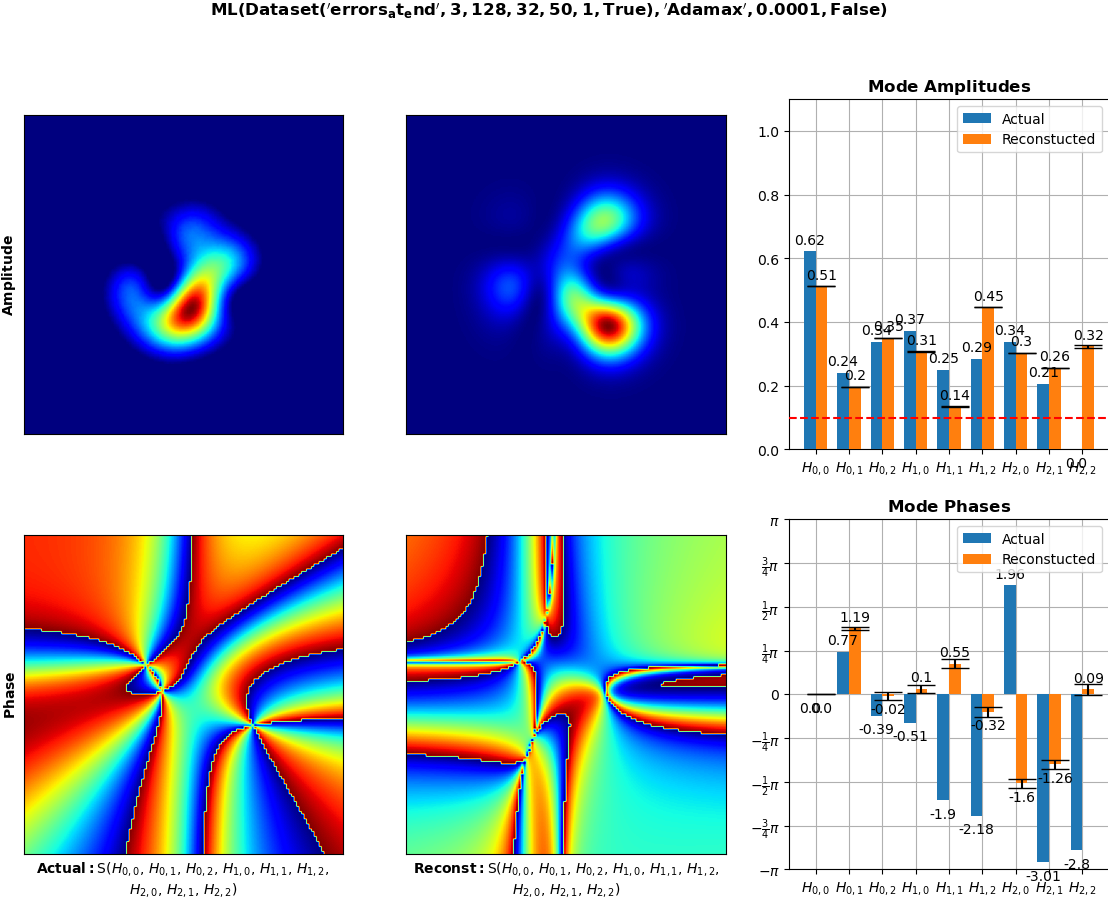 ML(Dataset('errors_at_end', 3, 128, 32, 50, 1, True), 'Adamax', 0.0001, False)
Amplitude
Mode Amplitudes
Actual
Reconstucted
1.0
0.8
0.6
0.4
0.2
0.0
0.62
0.51
0.24
0.2
0.34
0.35
0.37
0.31
0.25
0.14
0.29
0.45
0.34
0.3
0.21
0.26
0.0
0.32
H0,0 H0,1 H0,2 H1,0 H1,1 H1,2 H2,0 H2,1 H2,2
Phase
Mode Phases
Actual
Reconstucted
π
3/4π
1/2π
1/4π
0
−1/4π
−1/2π
−3/4π
−π
0.0
0.0
0.77
1.19
-0.39
-0.02
-0.51
0.1
-1.9
0.55
-2.18
-0.32
1.96
-1.6
-3.01
-1.26
-2.8
0.09
H0,0 H0,1 H0,2 H1,0 H1,1 H1,2 H2,0 H2,1 H2,2
Actual: S(H0,0, H0,1, H0,2, H1,0, H1,1, H1,2,
H2,0, H2,1, H2,2)
Reconst: S(H0,0, H0,1, H0,2, H1,0, H1,1, H1,2,
H2,0, H2,1, H2,2)